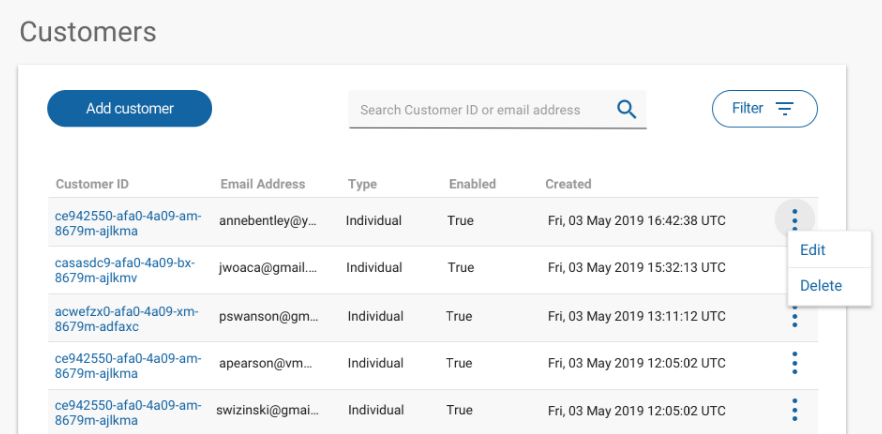 Customers
Add customer
Search Customer ID or email address
Filter
Customer ID Email Address Type Enabled Created
ce942550-afa0-4a09-am-
8679m-ajlkma
annebentley@y... Individual True Fri, 03 May 2019 16:42:38 UTC
Edit
casasdc9-afa0-4a09-bx-
8679m-ajlkmv
jwoaca@gmail.... Individual True Fri, 03 May 2019 15:32:13 UTC
Delete
acwefzx0-afa0-4a09-xm-
8679m-adfaxc
pswanson@gm... Individual True Fri, 03 May 2019 13:11:12 UTC
ce942550-afa0-4a09-am-
8679m-ajlkma
apearson@vm... Individual True Fri, 03 May 2019 12:05:02 UTC
ce942550-afa0-4a09-am-
8679m-ajlkma
swizinski@gmai... Individual True Fri, 03 May 2019 12:05:02 UTC